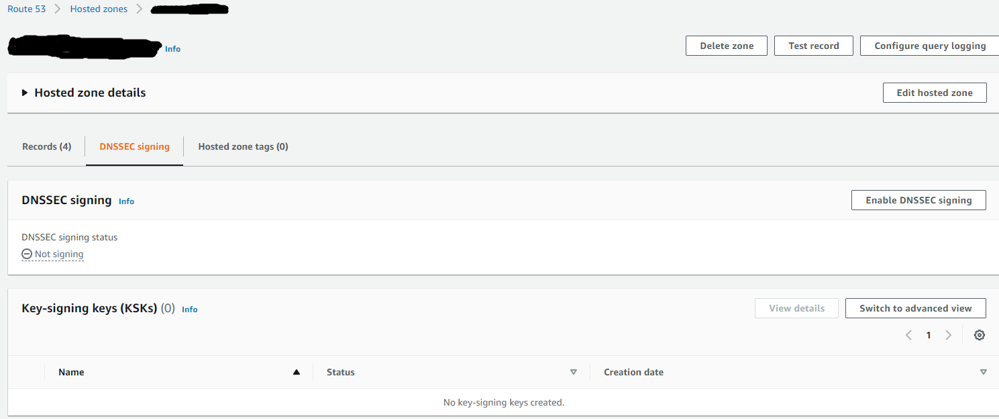 Route 53 Hosted zones
Info Delete zone Test record Configure query logging
Hosted zone details Edit hosted zone
Records (4) DNSSEC signing Hosted zone tags (0)
DNSSEC signing Info Enable DNSSEC signing
DNSSEC signing status
Not signing
Key-signing keys (KSKs) (0) Info View details Switch to advanced view
1
Name Status Creation date
No key-signing keys created.